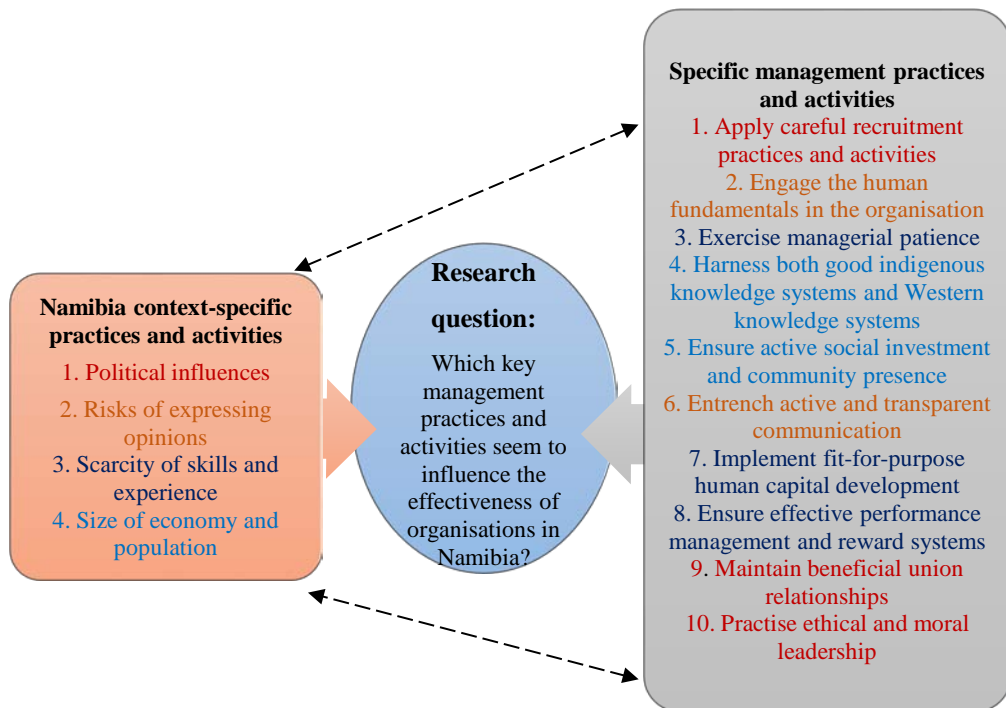 Namibia context-specific
practices and activities
1. Political influences
2. Risks of expressing
opinions
3. Scarcity of skills and
experience
4. Size of economy and
population
Research
question:
Which key
management
practices and
activities seem to
influence the
effectiveness of
organisations in
Namibia?
Specific management practices
and activities
1. Apply careful recruitment
practices and activities
2. Engage the human
fundamentals in the organisation
3. Exercise managerial patience
4. Harness both good indigenous
knowledge systems and Western
knowledge systems
5. Ensure active social investment
and community presence
6. Entrench active and transparent
communication
7. Implement fit-for-purpose
human capital development
8. Ensure effective performance
management and reward systems
9. Maintain beneficial union
relationships
10. Practise ethical and moral
leadership